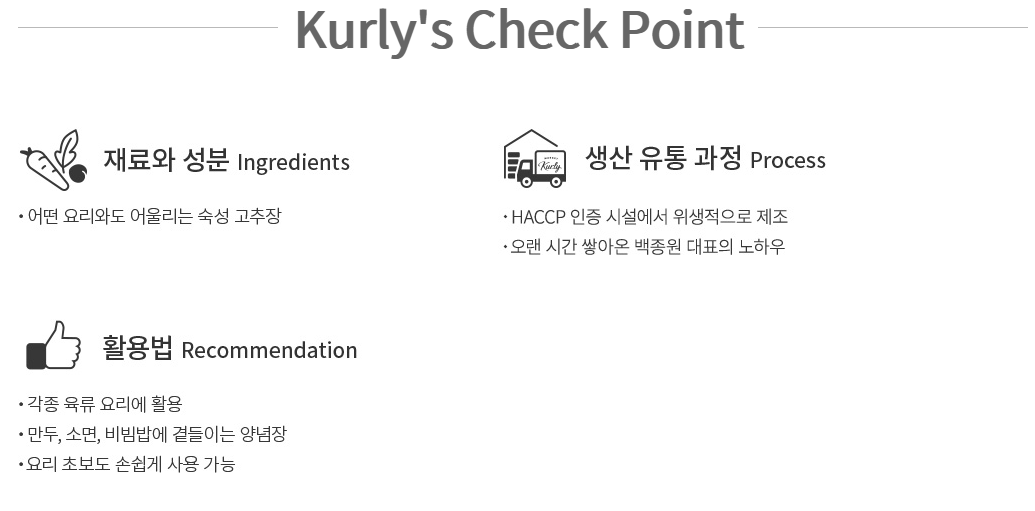 Kurly's Check Point
재료와 성분 Ingredients
• 어떤 요리와도 어울리는 숙성 고추장
Kurly
생산 유통 과정 Process
• HACCP 인증 시설에서 위생적으로 제조
• 오랜 시간 쌓아온 백종원 대표의 노하우
활용법 Recommendation
• 각종 육류 요리에 활용
• 만두, 소면, 비빔밥에 곁들이는 양념장
• 요리 초보도 손쉽게 사용 가능